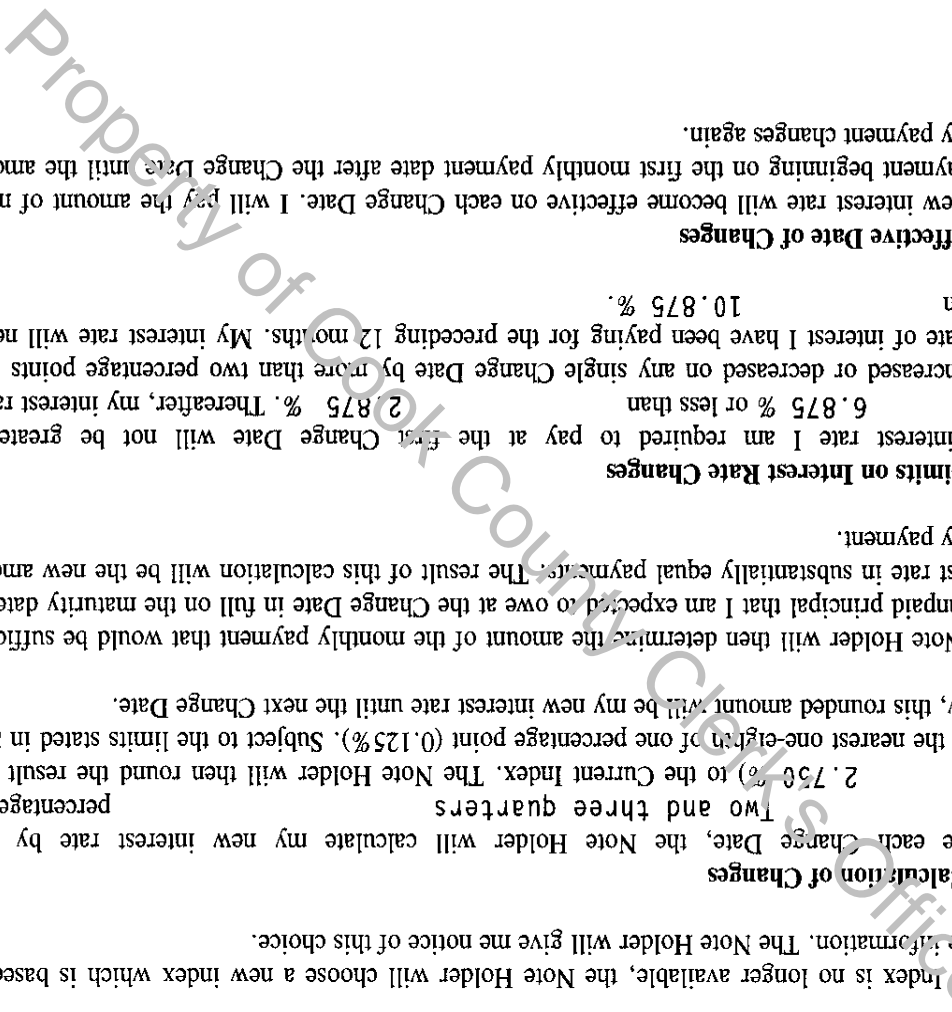 Index is no longer available, the Note Holder will choose a new index which is based
information. The Note Holder will give me notice of this choice.
alculation of Changes
e each Change Date, the Note Holder will calculate my new interest rate by
Two and three quarters percentage
2.750 %) to the Current Index. The Note Holder will then round the result
the nearest one-eighth of one percentage point (0.125%). Subject to the limits stated in
, this rounded amount will be my new interest rate until the next Change Date.
Note Holder will then determine the amount of the monthly payment that would be suffic
npaid principal that I am expected to owe at the Change Date in full on the maturity date
st rate in substantially equal payments. The result of this calculation will be the new amo
y payment.
imits on Interest Rate Changes
interest rate I am required to pay at the first Change Date will not be greate
6.875 % or less than 2.875 %. Thereafter, my interest ra
ncreased or decreased on any single Change Date by more than two percentage points
ate of interest I have been paying for the preceding 12 months. My interest rate will ne
n 10.875 %.
ffective Date of Changes
ew interest rate will become effective on each Change Date. I will pay the amount of n
ayment beginning on the first monthly payment date after the Change Date until the amo
y payment changes again.
Property of Cook County Clerk's Office